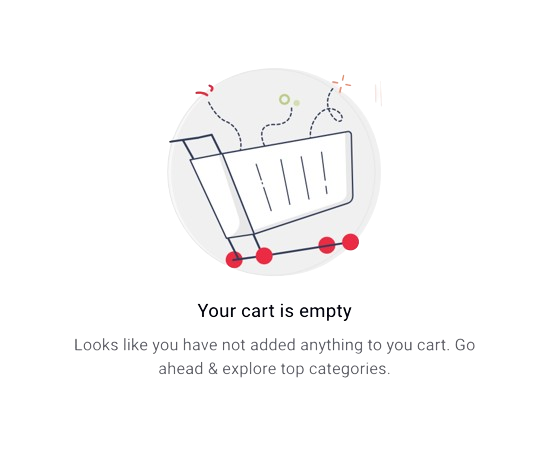 Your cart is empty
Looks like you have not added anything to you cart. Go
ahead & explore top categories.